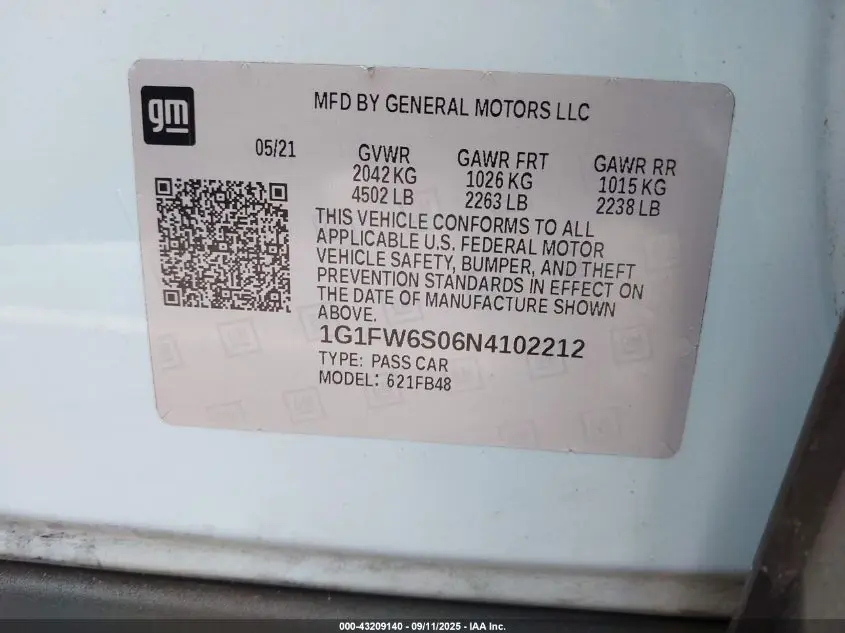 gm
MFD BY GENERAL MOTORS LLC
05/21
GVWR
2042 KG
4502 LB
GAWR FRT
1026 KG
2263 LB
GAWR RR
1015 KG
2238 LB
THIS VEHICLE CONFORMS TO ALL
APPLICABLE U.S. FEDERAL MOTOR
VEHICLE SAFETY, BUMPER, AND THEFT
PREVENTION STANDARDS IN EFFECT ON
THE DATE OF MANUFACTURE SHOWN
ABOVE.
1G1FW6S06N4102212
TYPE: PASS CAR
MODEL: 621FB48
000-43209140 - 09/11/2025 - IAA Inc.